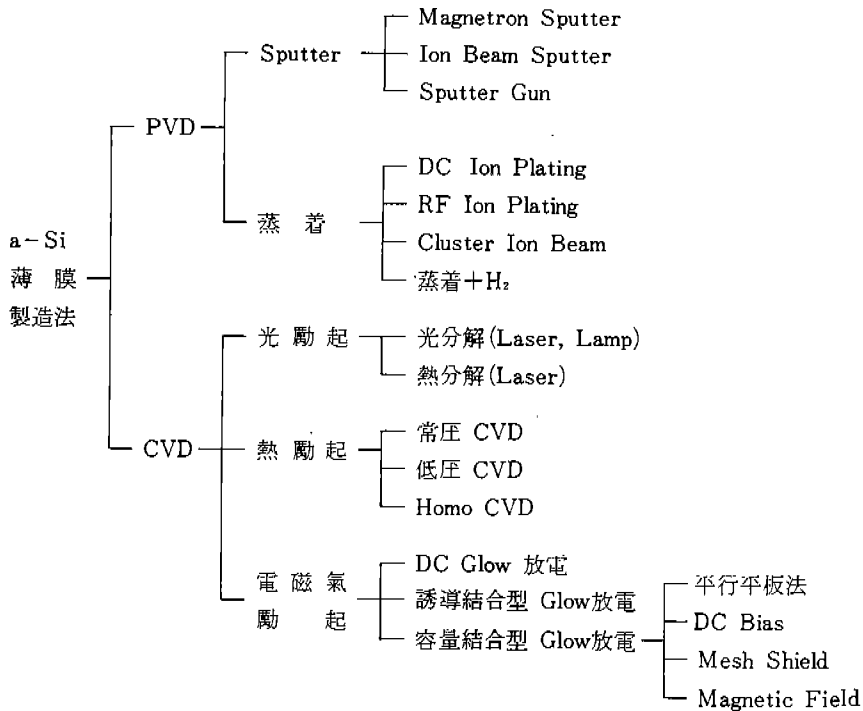 a-Si
薄膜
製造法
PVD
Sputter
Magnetron Sputter
Ion Beam Sputter
Sputter Gun
蒸着
DC Ion Plating
RF Ion Plating
Cluster Ion Beam
蒸着+H₂
CVD
光勵起
光分解(Laser, Lamp)
熱分解(Laser)
熱勵起
常圧 CVD
低圧 CVD
Homo CVD
電磁氣
勵起
DC Glow 放電
誘導結合型 Glow放電
容量結合型 Glow放電
平行平板法
DC Bias
Mesh Shield
Magnetic Field